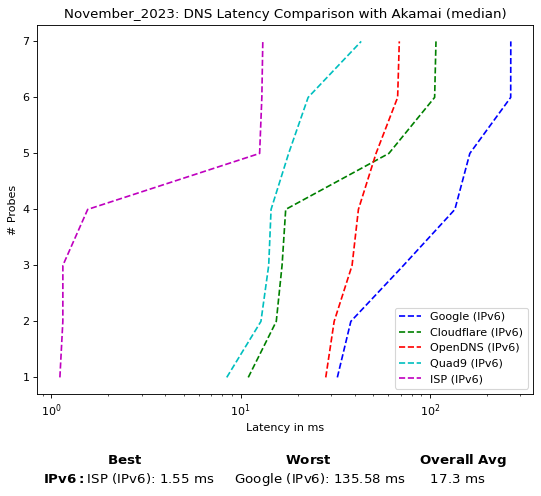 November_2023: DNS Latency Comparison with Akamai (median)
7
6
5
4
3
2
1
# Probes
10^0 10^1 10^2
Latency in ms
Google (IPv6)
Cloudflare (IPv6)
OpenDNS (IPv6)
Quad9 (IPv6)
ISP (IPv6)
Best Worst Overall Avg
IPv6: ISP (IPv6): 1.55 ms Google (IPv6): 135.58 ms 17.3 ms